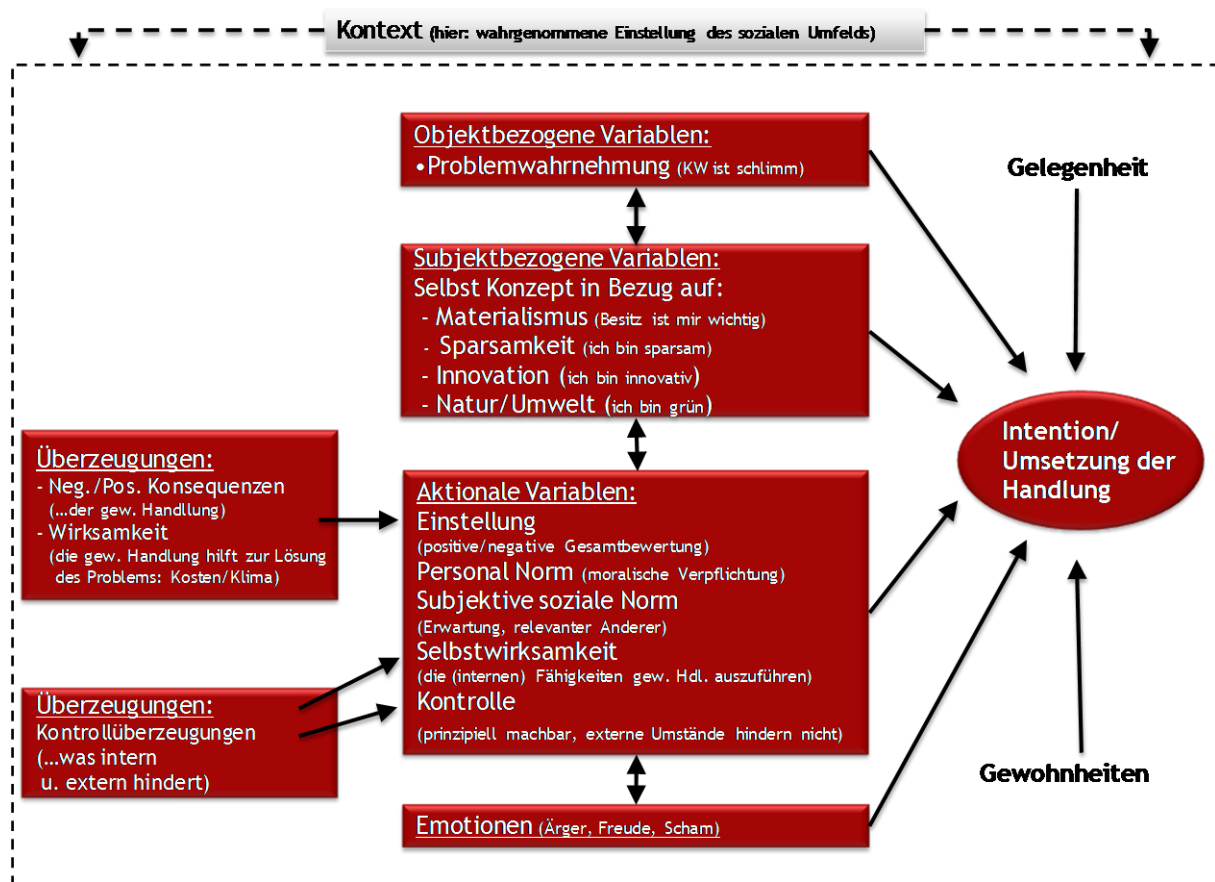 Kontext (hier: wahrgenommene Einstellung des sozialen Umfelds)
Objektbezogene Variablen:
•Problemwahrnehmung (KW ist schlimm)
Gelegenheit
Subjektbezogene Variablen:
Selbst Konzept in Bezug auf:
- Materialismus (Besitz ist mir wichtig)
- Sparsamkeit (ich bin sparsam)
- Innovation (ich bin innovativ)
- Natur/Umwelt (ich bin grün)
Intention/
Umsetzung der
Handlung
Überzeugungen:
- Neg./Pos. Konsequenzen
(...der gew. Handllung)
- Wirksamkeit
(die gew. Handlung hilft zur Lösung
des Problems: Kosten/Klima)
Aktionale Variablen:
Einstellung
(positive/negative Gesamtbewertung)
Personal Norm (moralische Verpflichtung)
Subjektive soziale Norm
(Erwartung, relevanter Anderer)
Selbstwirksamkeit
(die (internen) Fähigkeiten gew. Hdl. auszuführen)
Kontrolle
(prinzipiell machbar, externe Umstände hindern nicht)
Überzeugungen:
Kontrollüberzeugungen
(...was intern
u. extern hindert)
Gewohnheiten
Emotionen (Ärger, Freude, Scham)